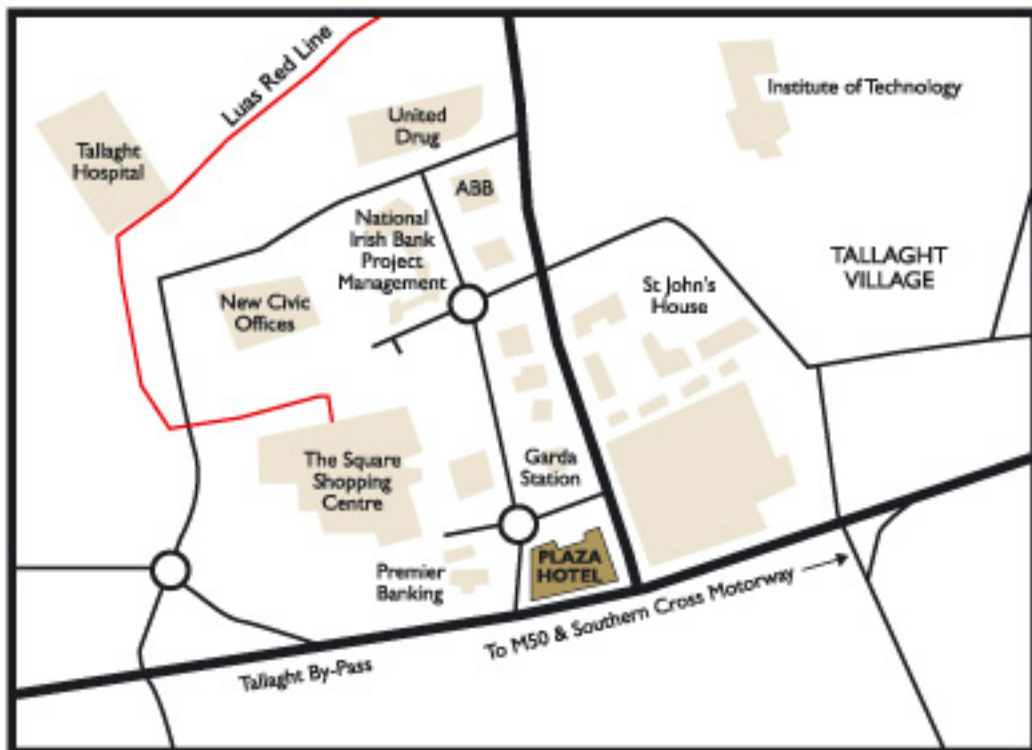 Luas Red Line
Institute of Technology
United
Drug
Tallaght
Hospital
ABB
National
Irish Bank
Project
Management
TALLAGHT
VILLAGE
St John's
House
New Civic
Offices
The Square
Shopping
Centre
Garda
Station
PLAZA
HOTEL
Premier
Banking
To M50 & Southern Cross Motorway
Tallaght By-Pass